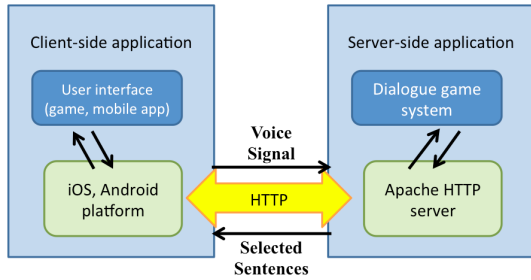 Client-side application
User interface
(game, mobile app)
iOS, Android
platform
Voice
Signal
HTTP
Selected
Sentences
Server-side application
Dialogue game
system
Apache HTTP
server